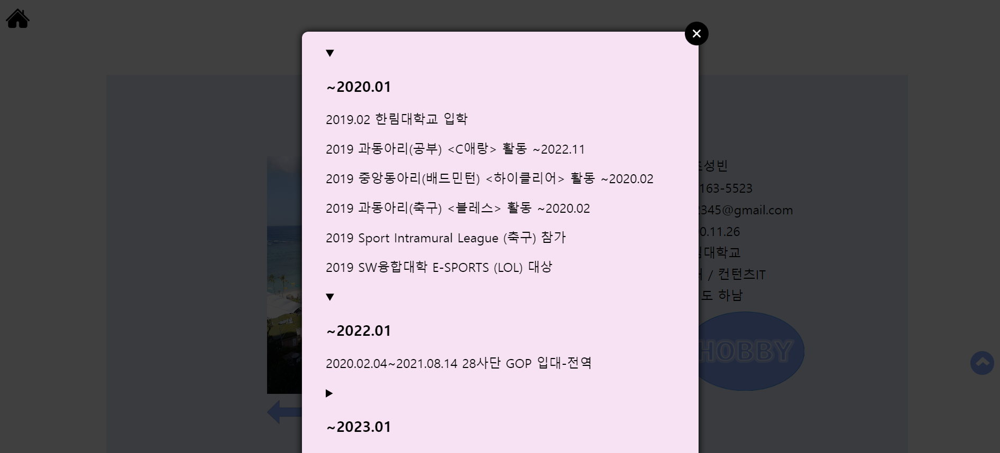 ~2020.01
2019.02 한림대학교 입학
2019 과동아리(공부) <C애랑> 활동 ~2022.11
2019 중앙동아리(배드민턴) <하이클리어> 활동 ~2020.02
2019 과동아리(축구) <블레스> 활동 ~2020.02
2019 Sport Intramural League (축구) 참가
2019 SW융합대학 E-SPORTS (LOL) 대상
~2022.01
2020.02.04~2021.08.14 28사단 GOP 입대-전역
~2023.01
성빈
163-5523
2345@gmail.com
0.11.26
대학교
/ 컨턴츠IT
도 하남
HOBBY